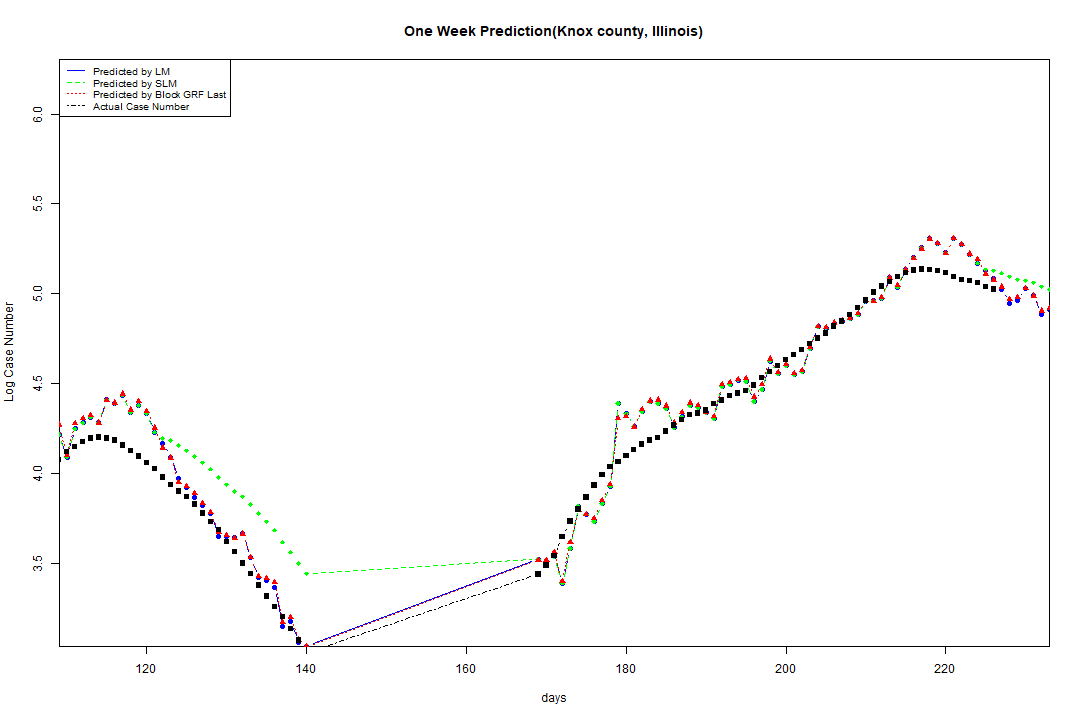 One Week Prediction(Knox county, Illinois)
Predicted by LM
Predicted by SLM
Predicted by Block GRF Last
Actual Case Number
6.0
5.5
5.0
4.5
4.0
3.5
Log Case Number
120 140 160 180 200 220
days